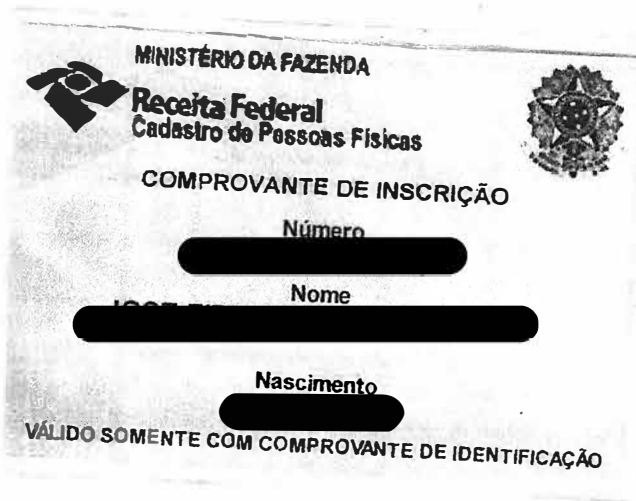 MINISTÉRIO DA FAZENDA
Receita Federal
Cadastro de Pessoas Físicas
COMPROVANTE DE INSCRIÇÃO
Número
Nome
Nascimento
VÁLIDO SOMENTE COM COMPROVANTE DE IDENTIFICAÇÃO